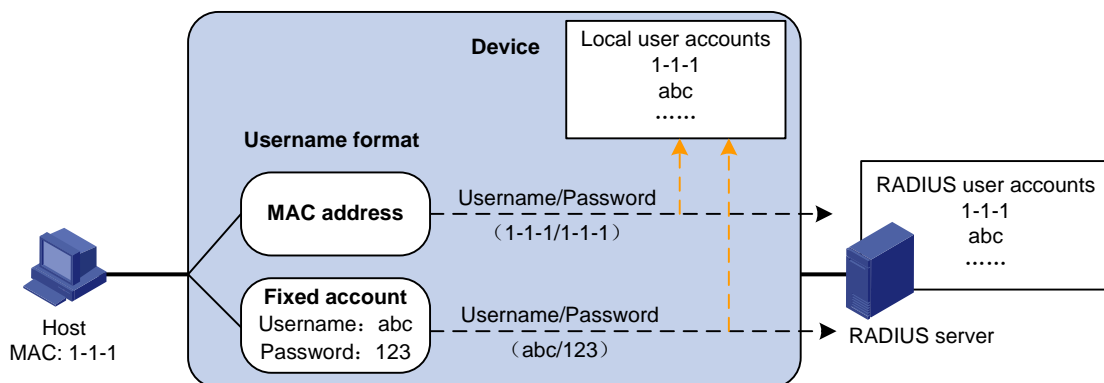 Device
Local user accounts
1-1-1
abc
……
Username format
MAC address
Username/Password
（1-1-1/1-1-1）
Fixed account
Username：abc
Password：123
Username/Password
（abc/123）
Host
MAC: 1-1-1
RADIUS user accounts
1-1-1
abc
……
RADIUS server